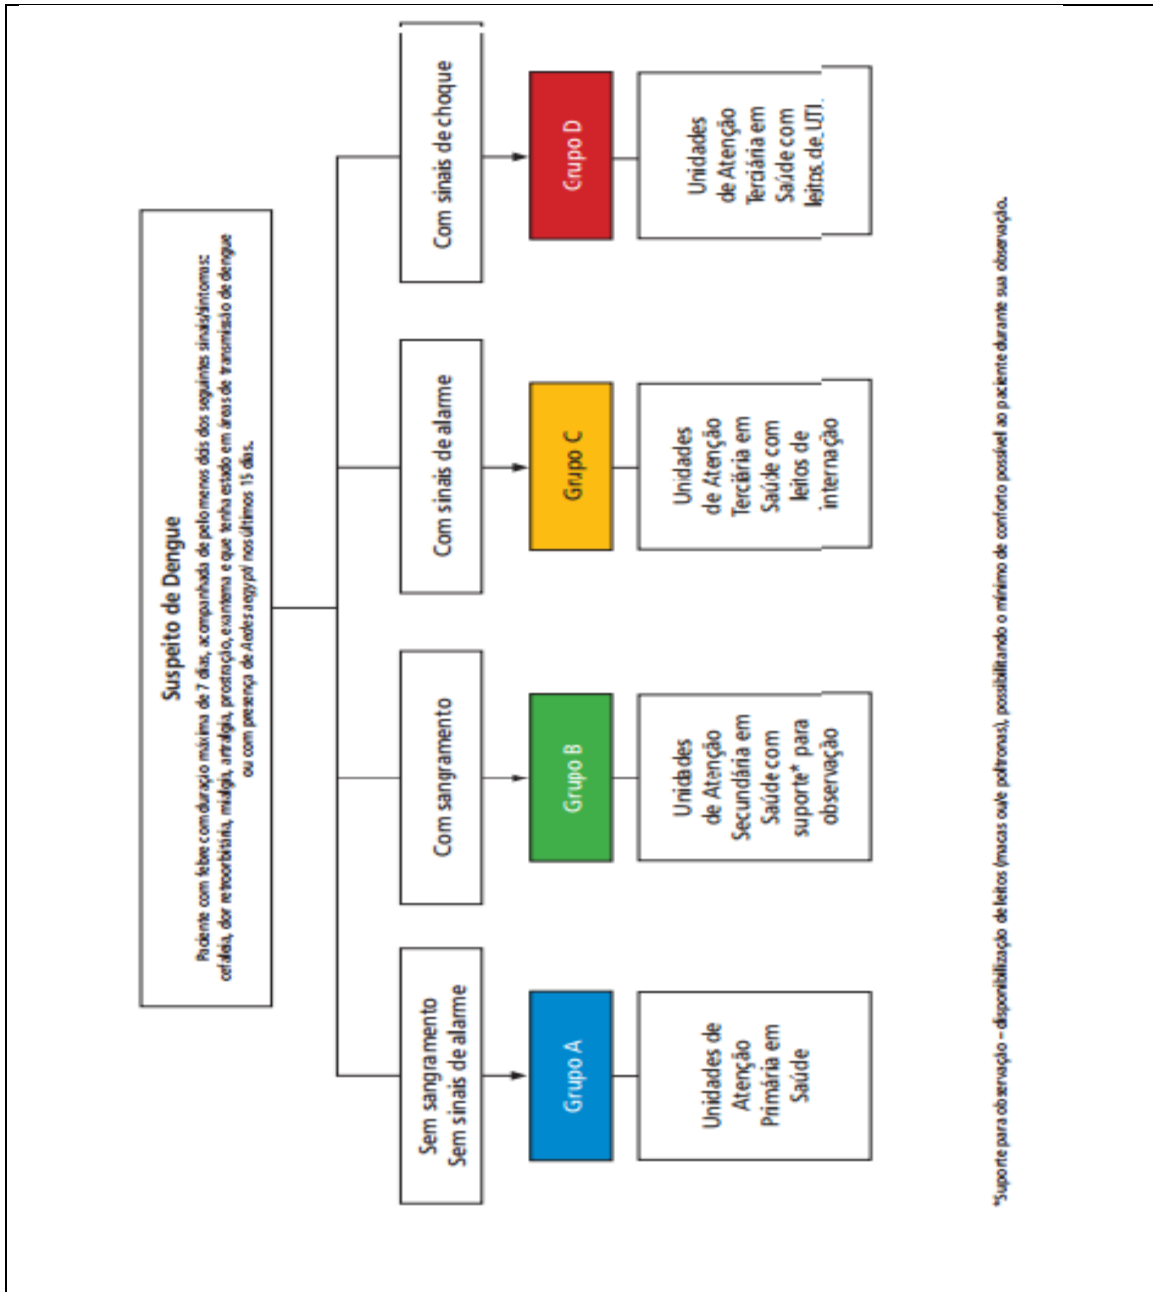 Suspeito de Dengue
Paciente com febre com duração máxima de 7 dias, acompanhada de pelo menos dois dos seguintes sinais/sintomas:
cefaleia, dor retroorbitária, mialgia, artralgia, prostração, exantema e que tenha estado em áreas de transmissão de dengue
ou com presença de Aedes aegypti nos últimos 15 dias.
Sem sangramento
Sem sinais de alarme
Grupo A
Unidades de
Atenção
Primária em
Saúde
Com sangramento
Grupo B
Unidades
de Atenção
Secundária em
Saúde com
suporte* para
observação
Com sinais de alarme
Grupo C
Unidades
de Atenção
Terciária em
Saúde com
leitos de
internação
Com sinais de choque
Grupo D
Unidades
de Atenção
Terciária em
Saúde com
leitos de UTI.
*Suporte para observação – disponibilização de leitos (macas ou/e poltronas), possibilitando o mínimo de conforto possível ao paciente durante sua observação.